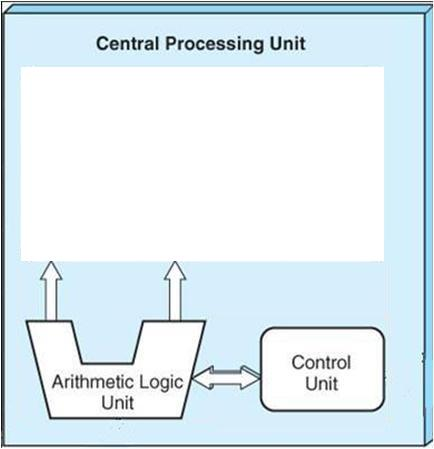 Central Processing Unit
Arithmetic Logic
Unit
Control
Unit